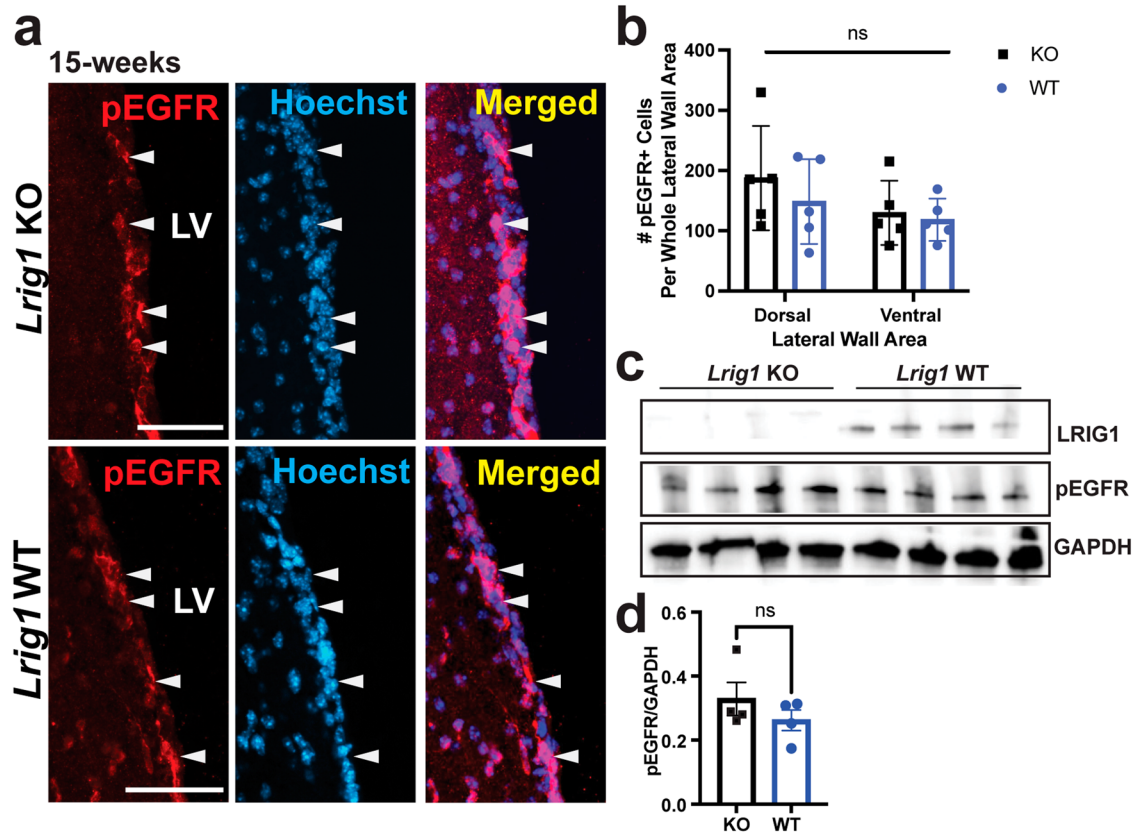 a
15-weeks
Lrig1 KO
pEGFR
Hoechst
Merged
LV
Lrig1 WT
pEGFR
Hoechst
Merged
LV
b
# pEGFR+ Cells
Per Whole Lateral Wall Area
400
300
200
100
0
ns
KO
WT
Dorsal
Ventral
Lateral Wall Area
c
Lrig1 KO
Lrig1 WT
LRIG1
pEGFR
GAPDH
d
pEGFR/GAPDH
0.6
0.4
0.2
0.0
ns
KO
WT